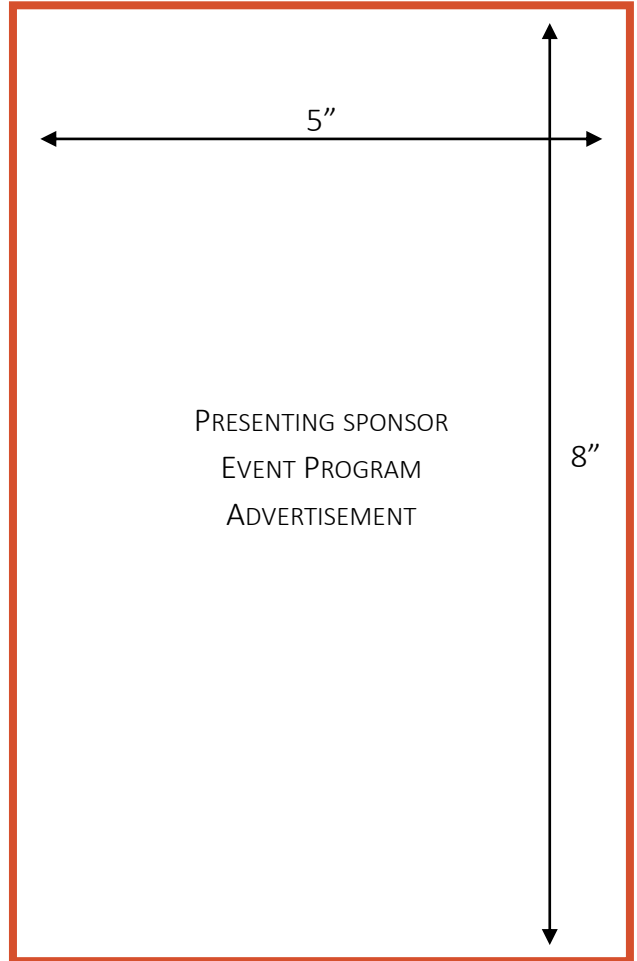 5”
Presenting sponsor
Event Program
Advertisement
8”